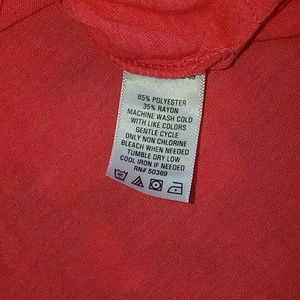 65% POLYESTER
35% RAYON
MACHINE WASH COLD
WITH LIKE COLORS
GENTLE CYCLE
ONLY NON CHLORINE
BLEACH WHEN NEEDED
TUMBLE DRY LOW
COOL IRON IF NEEDED
RN# 50369